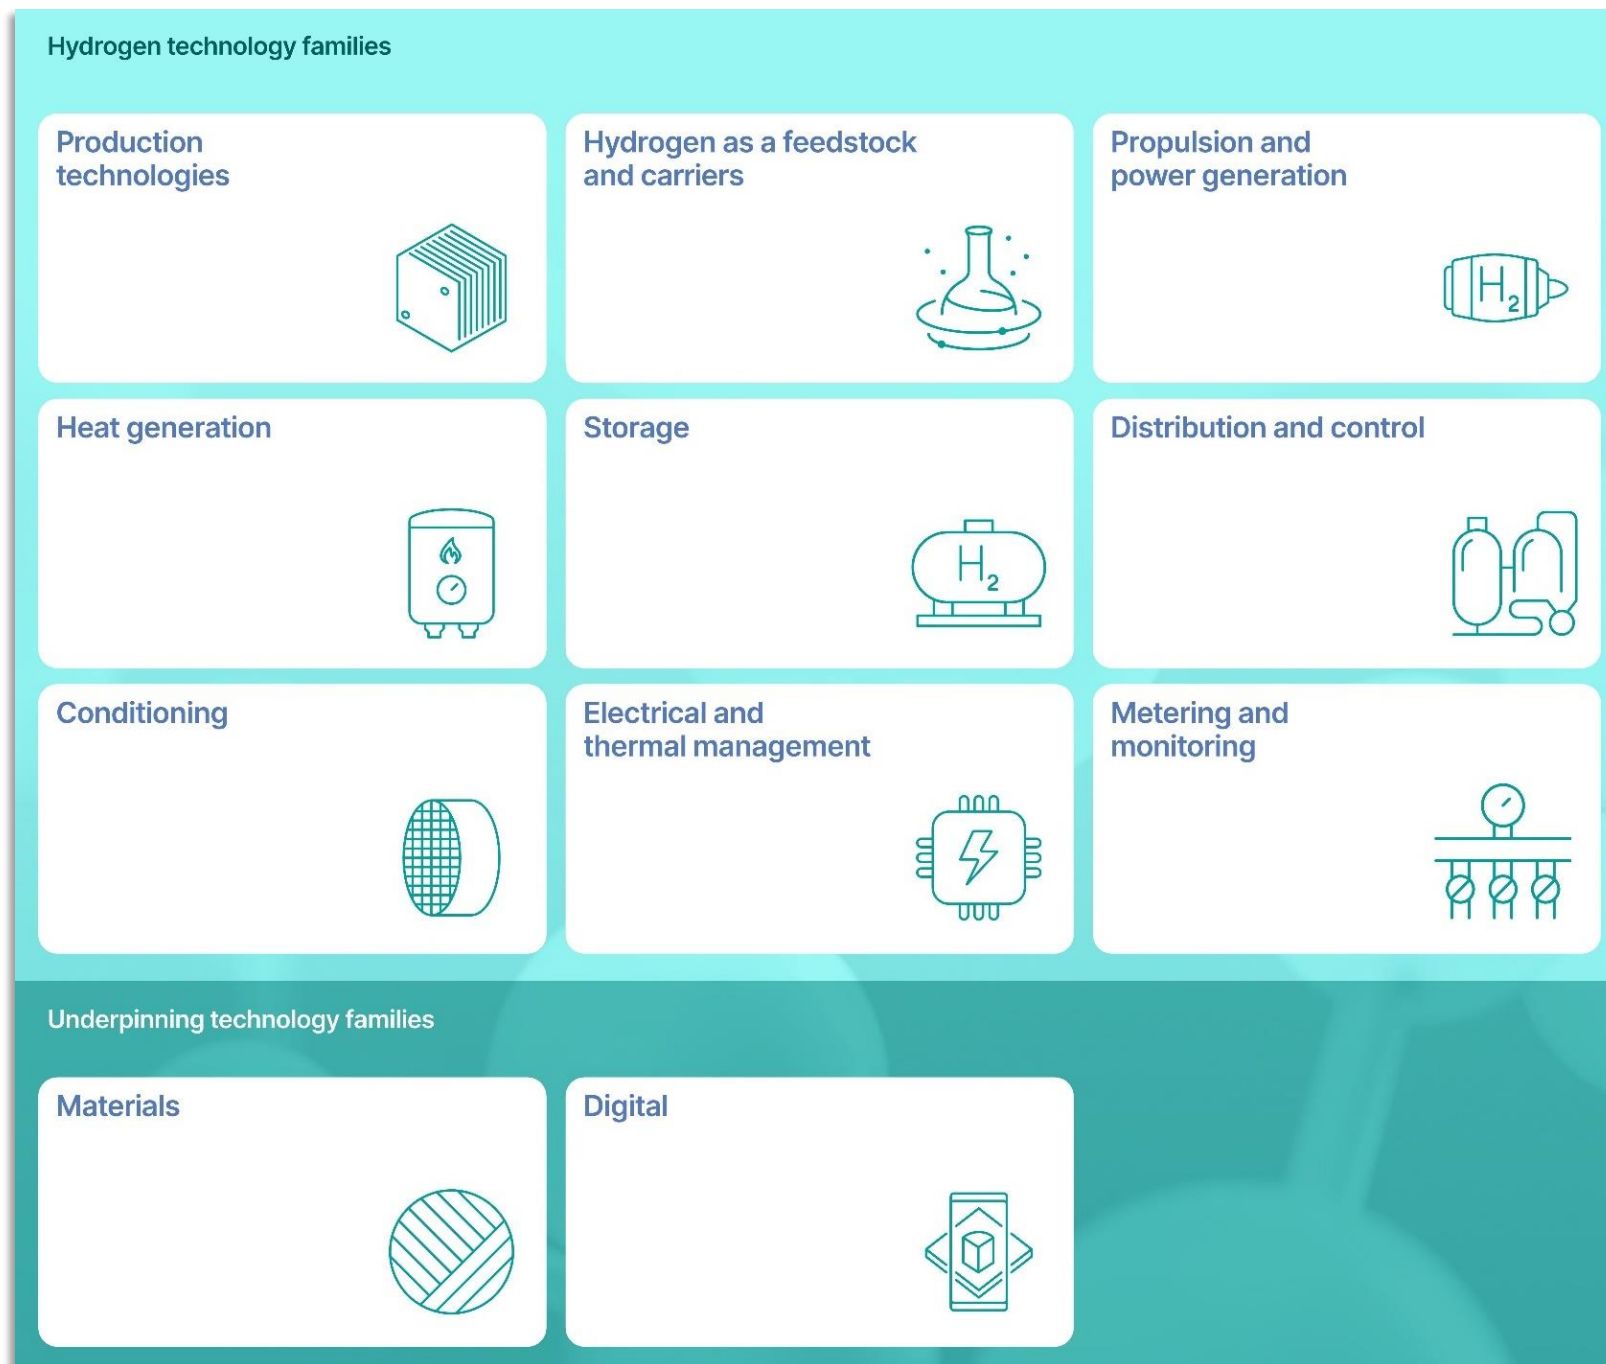 Hydrogen technology families
Production
technologies
Hydrogen as a feedstock
and carriers
Propulsion and
power generation
H2
Heat generation
Storage
H2
Distribution and control
Conditioning
Electrical and
thermal management
Metering and
monitoring
Underpinning technology families
Materials
Digital